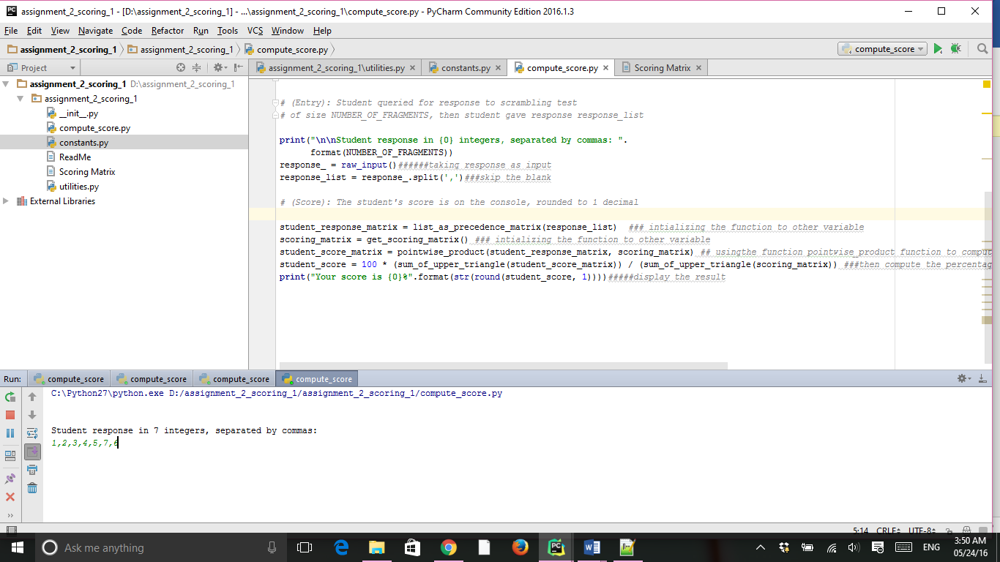 assignment_2_scoring_1 - [D:\assignment_2_scoring_1] - ...\assignment_2_scoring_1\compute_score.py - PyCharm Community Edition 2016.1.3
File Edit View Navigate Code Refactor Run Tools VCS Window Help
assignment_2_scoring_1 assignment_2_scoring_1 compute_score.py compute_score
Project assignment_2_scoring_1\utilities.py constants.py compute_score.py Scoring Matrix
assignment_2_scoring_1 D:\assignment_2_scoring_1
assignment_2_scoring_1
__init__.py
compute_score.py
constants.py
ReadMe
Scoring Matrix
utilities.py
External Libraries
# (Entry): Student queried for response to scrambling test
# of size NUMBER_OF_FRAGMENTS, then student gave response response_list
print("\n\nStudent response in {0} integers, separated by commas: ".
format(NUMBER_OF_FRAGMENTS))
response_ = raw_input()######taking response as input
response_list = response_.split(',')###skip the blank
# (Score): The student's score is on the console, rounded to 1 decimal
student_response_matrix = list_as_precedence_matrix(response_list)  ### intializing the function to other variable
scoring_matrix = get_scoring_matrix() ### intializing the function to other variable
student_score_matrix = pointwise_product(student_response_matrix, scoring_matrix) ## usingthe function pointwise_product function to comput
student_score = 100 * (sum_of_upper_triangle(student_score_matrix)) / (sum_of_upper_triangle(scoring_matrix)) ###then compute the percentag
print("Your score is {0}%".format(str(round(student_score, 1))))#####display the result
Run: compute_score compute_score compute_score compute_score
C:\Python27\python.exe D:/assignment_2_scoring_1/assignment_2_scoring_1/compute_score.py
Student response in 7 integers, separated by commas:
1,2,3,4,5,7,6
5:14 CRLF UTF-8
Ask me anything
ENG
3:50 AM
05/24/16